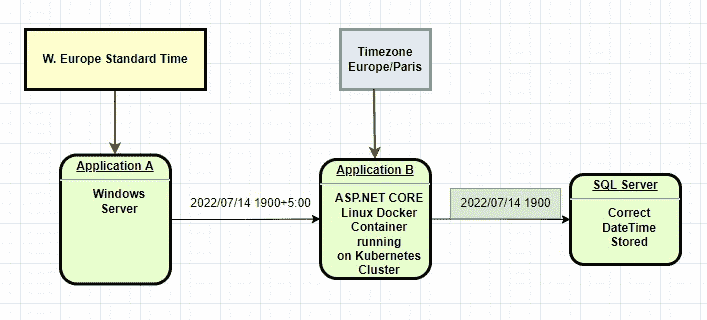 W. Europe Standard Time
Timezone
Europe/Paris
Application A
Windows
Server
2022/07/14 1900+5:00
Application B
ASP.NET CORE
Linux Docker
Container
running
on Kubernetes
Cluster
2022/07/14 1900
SQL Server
Correct
DateTime
Stored